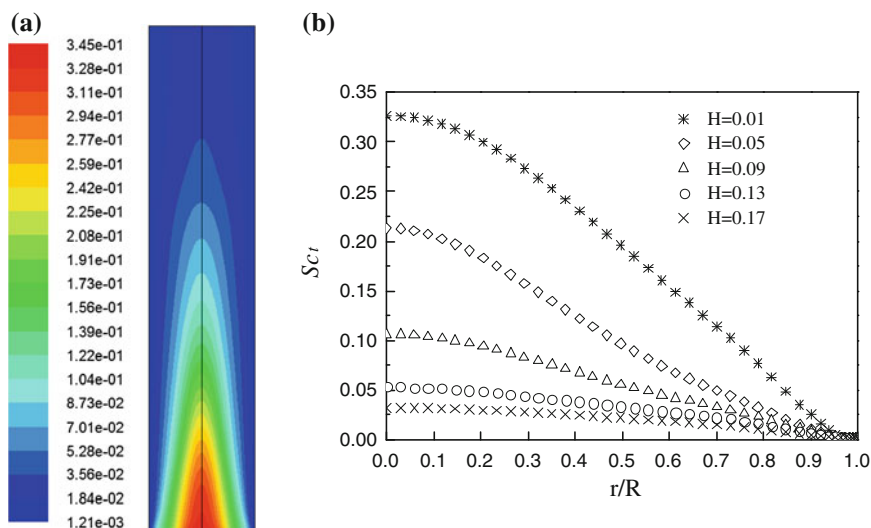 (a)
3.45e-01
3.28e-01
3.11e-01
2.94e-01
2.77e-01
2.59e-01
2.42e-01
2.25e-01
2.08e-01
1.91e-01
1.73e-01
1.56e-01
1.39e-01
1.22e-01
1.04e-01
8.73e-02
7.01e-02
5.28e-02
3.56e-02
1.84e-02
1.21e-03
(b)
0.35
0.30
0.25
0.20
0.15
0.10
0.05
0.00
Sct
H=0.01
H=0.05
H=0.09
H=0.13
H=0.17
0.0 0.1 0.2 0.3 0.4 0.5 0.6 0.7 0.8 0.9 1.0
r/R